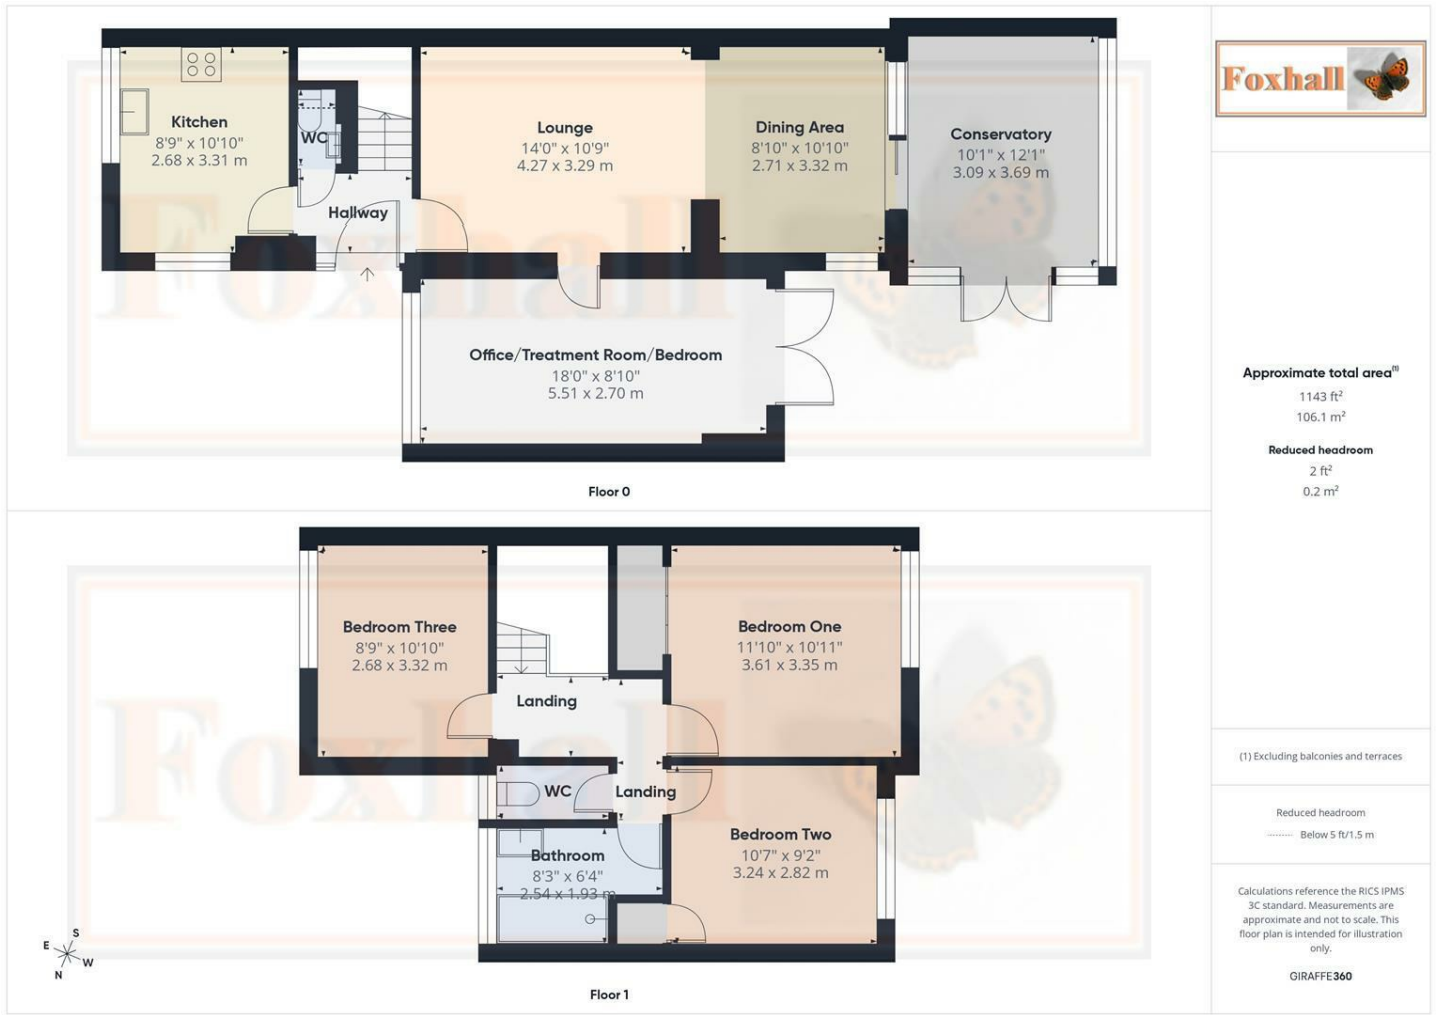 Kitchen
8'9" x 10'10"
2.68 x 3.31 m
WC
Hallway
Lounge
14'0" x 10'9"
4.27 x 3.29 m
Dining Area
8'10" x 10'10"
2.71 x 3.32 m
Conservatory
10'1" x 12'1"
3.09 x 3.69 m
Office/Treatment Room/Bedroom
18'0" x 8'10"
5.51 x 2.70 m
Foxhall
Floor 0
Bedroom Three
8'9" x 10'10"
2.68 x 3.32 m
Landing
Bedroom One
11'10" x 10'11"
3.61 x 3.35 m
WC
Landing
Bathroom
8'3" x 6'4"
2.54 x 1.93 m
Bedroom Two
10'7" x 9'2"
3.24 x 2.82 m
Foxhall
S
E
W
N
Floor 1
Foxhall
Approximate total area(1)
1143 ft²
106.1 m²
Reduced headroom
2 ft²
0.2 m²
(1) Excluding balconies and terraces
Reduced headroom
Below 5 ft/1.5 m
Calculations reference the RICS IPMS
3C standard. Measurements are
approximate and not to scale. This
floor plan is intended for illustration
only.
GIRAFFE360